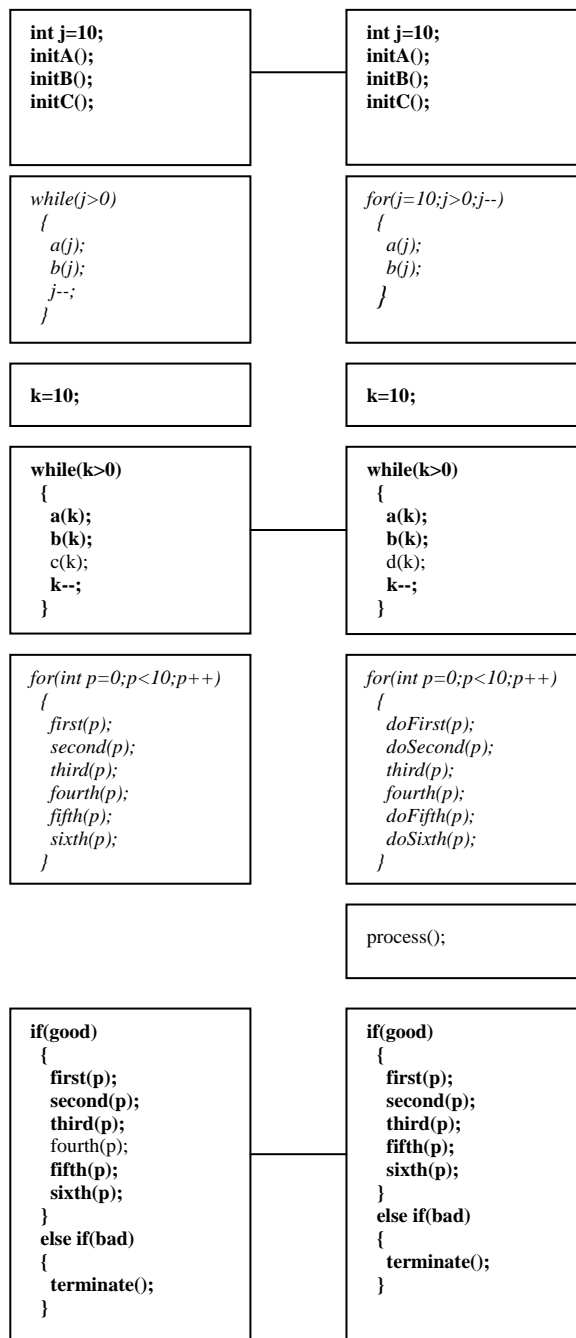 int j=10;
initA();
initB();
initC();
int j=10;
initA();
initB();
initC();
while(j>0)
{
a(j);
b(j);
j--;
}
for(j=10;j>0;j--)
{
a(j);
b(j);
}
k=10;
k=10;
while(k>0)
{
a(k);
b(k);
c(k);
k--;
}
while(k>0)
{
a(k);
b(k);
d(k);
k--;
}
for(int p=0;p<10;p++)
{
first(p);
second(p);
third(p);
fourth(p);
fifth(p);
sixth(p);
}
for(int p=0;p<10;p++)
{
doFirst(p);
doSecond(p);
third(p);
fourth(p);
doFifth(p);
doSixth(p);
}
process();
if(good)
{
first(p);
second(p);
third(p);
fourth(p);
fifth(p);
sixth(p);
}
else if(bad)
{
terminate();
}
if(good)
{
first(p);
second(p);
third(p);
fifth(p);
sixth(p);
}
else if(bad)
{
terminate();
}